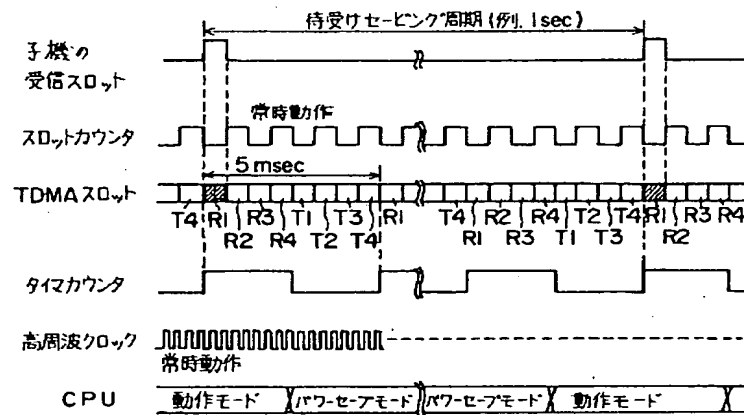 待受けセービング周期(例. 1sec)
子機の
受信スロット
常時動作
スロットカウンタ
5 msec
TDMAスロット
T4 R1 R3 T1 T3 R1 T4 R2 R4 T2 T4 R1 R3 R4
R2 R4 T2 T4 R1 R3 T1 T3 R2
タイマカウンタ
高周波クロック
常時動作
CPU 動作モード パワーセーブモード パワーセーブモード 動作モード